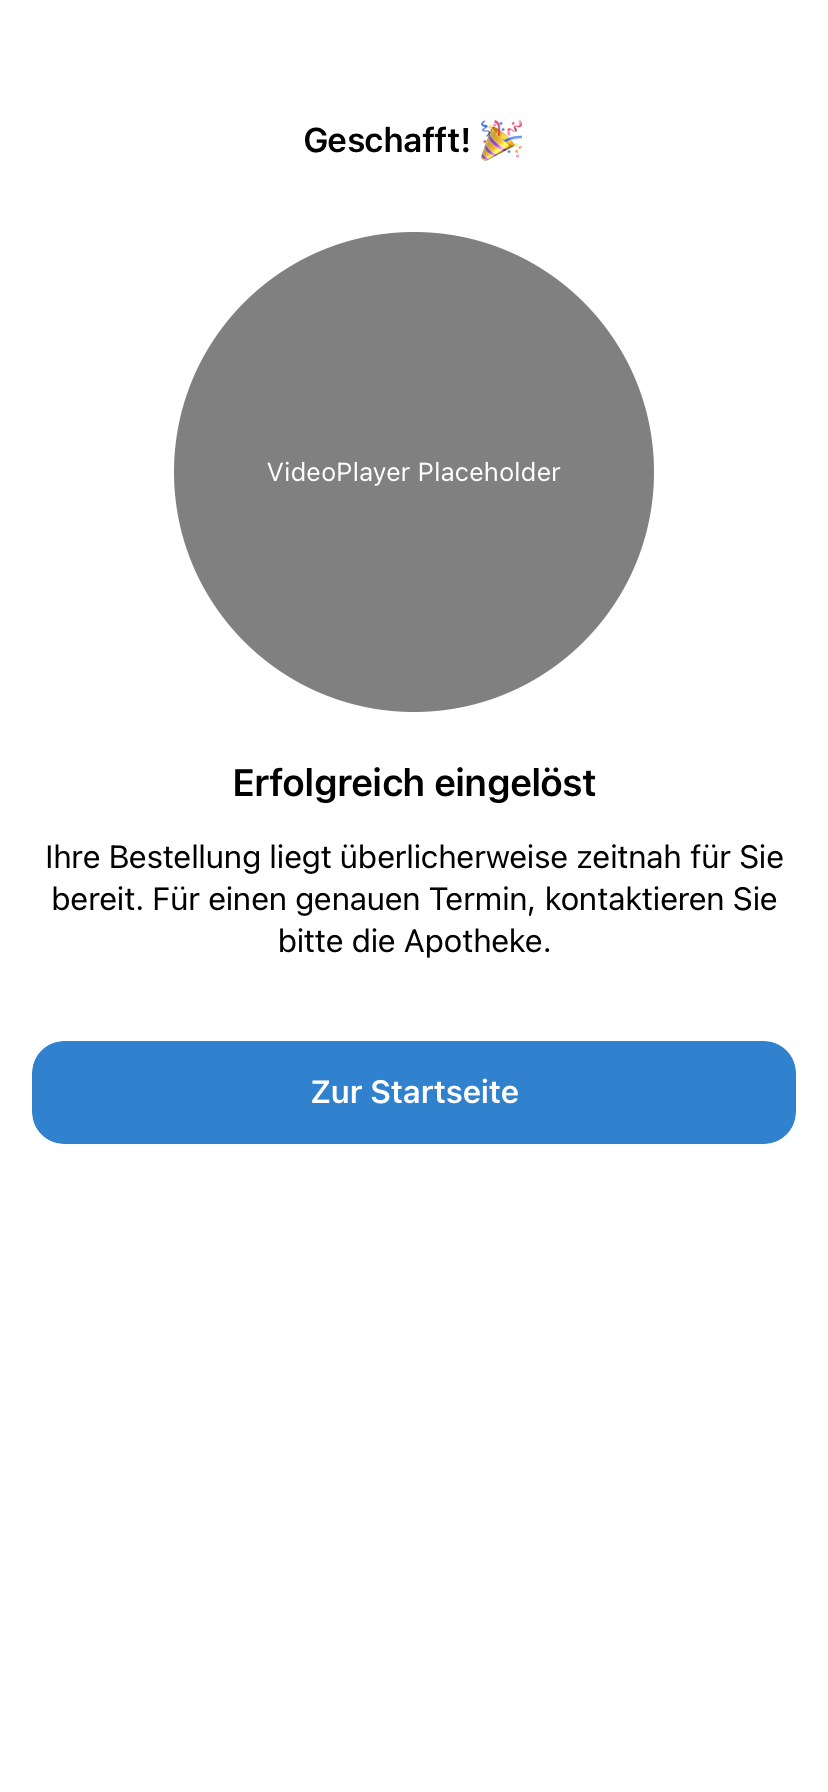 Geschafft! 🎉
VideoPlayer Placeholder
Erfolgreich eingelöst
Ihre Bestellung liegt überlicherweise zeitnah für Sie
bereit. Für einen genauen Termin, kontaktieren Sie
bitte die Apotheke.
Zur Startseite